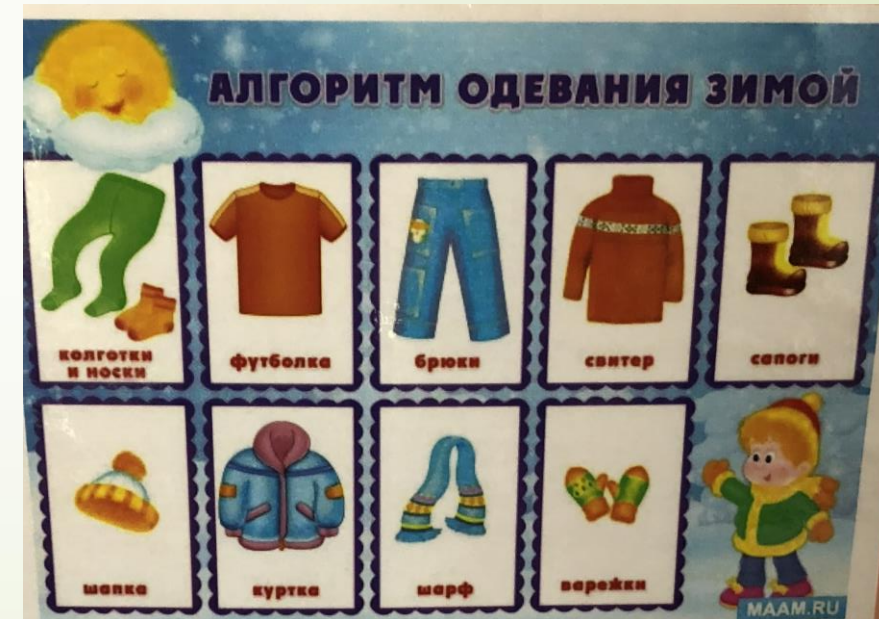 АЛГОРИТМ ОДЕВАНИЯ ЗИМОЙ
колготки
и носки
футболка
брюки
свитер
сапоги
шапка
куртка
шарф
варежки
MAAM.RU